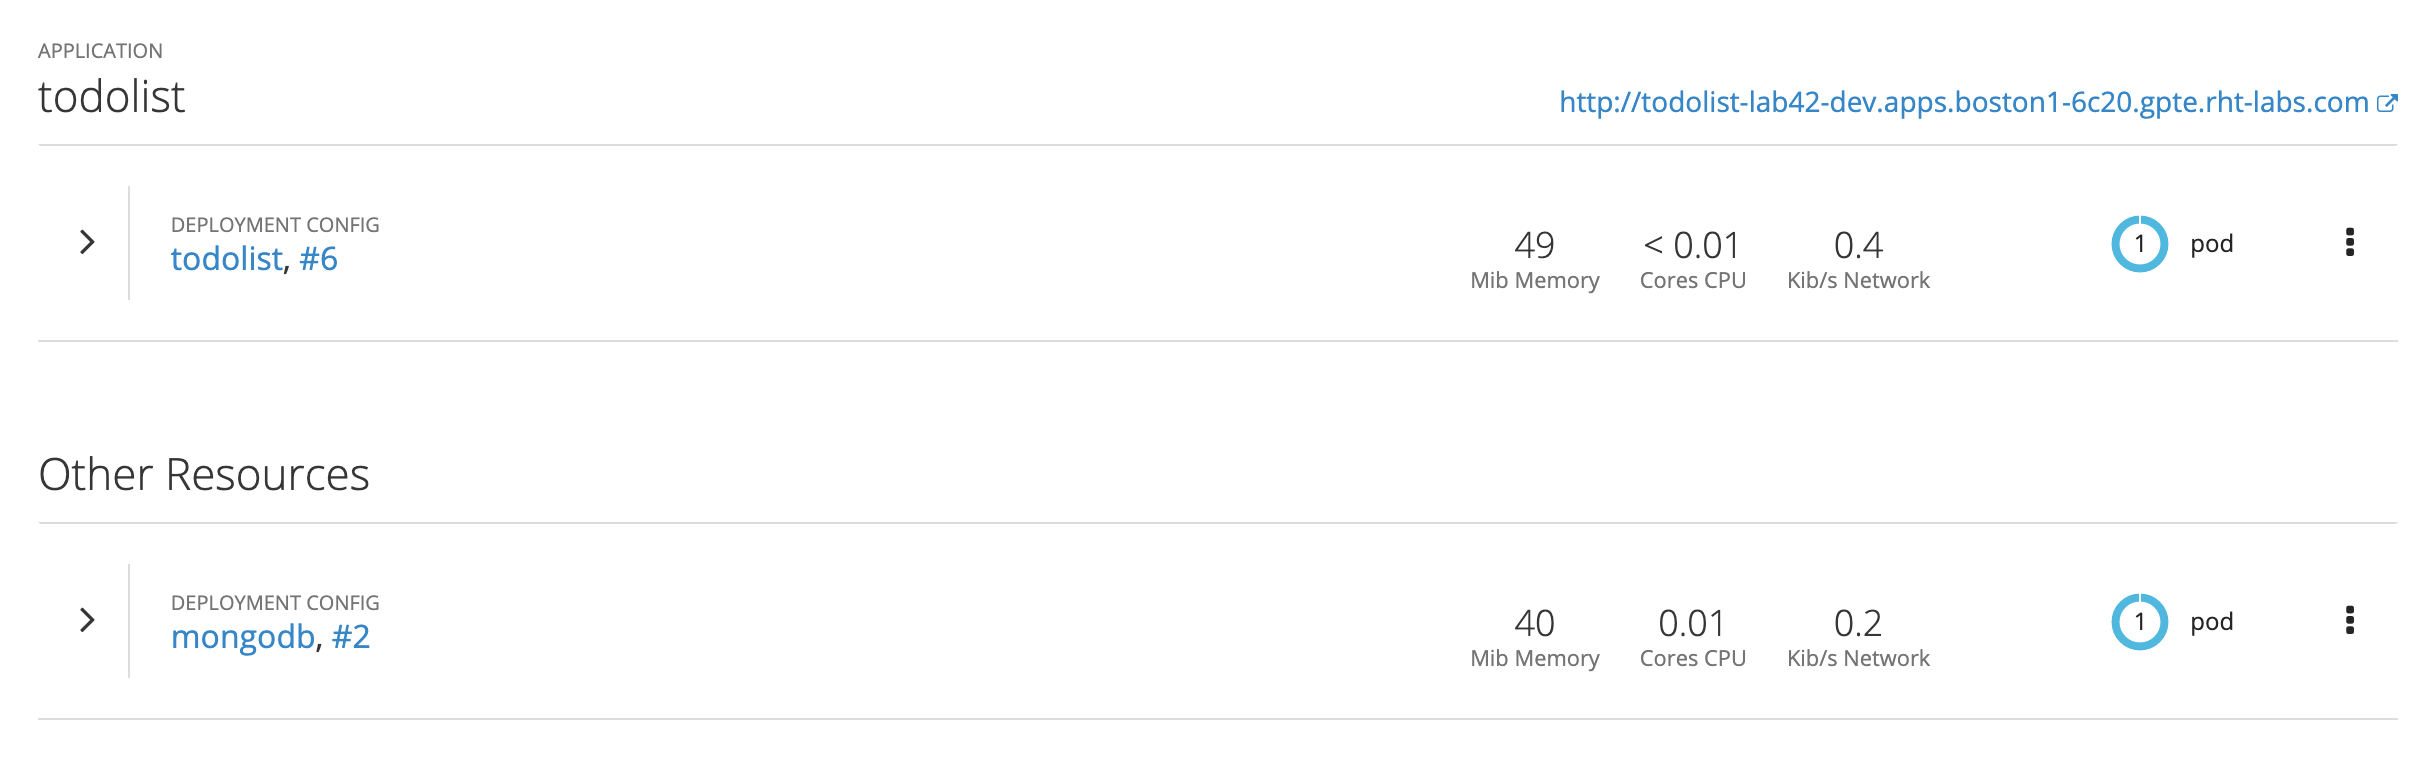 APPLICATION
todolist
http://todolist-lab42-dev.apps.boston1-6c20.gpte.rht-labs.com
DEPLOYMENT CONFIG
todolist, #6
49 < 0.01 0.4
Mib Memory Cores CPU Kib/s Network
1 pod
Other Resources
DEPLOYMENT CONFIG
mongodb, #2
40 0.01 0.2
Mib Memory Cores CPU Kib/s Network
1 pod